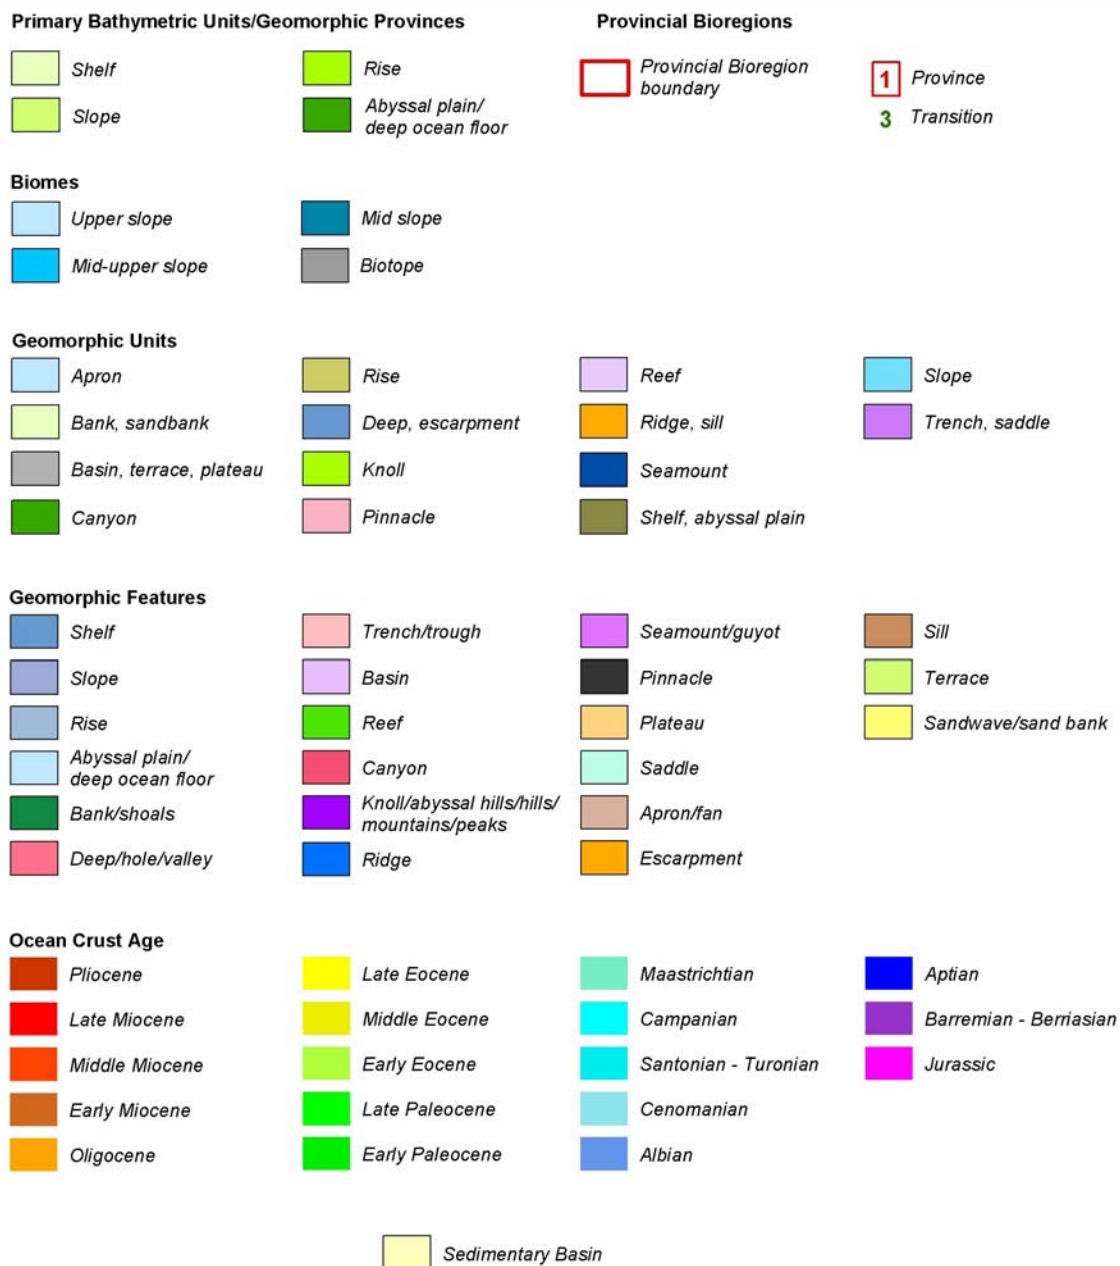 Primary Bathymetric Units/Geomorphic Provinces
Shelf
Slope
Rise
Abyssal plain/
deep ocean floor
Provincial Bioregions
Provincial Bioregion
boundary
1 Province
3 Transition
Biomes
Upper slope
Mid-upper slope
Mid slope
Biotope
Geomorphic Units
Apron
Bank, sandbank
Basin, terrace, plateau
Canyon
Rise
Deep, escarpment
Knoll
Pinnacle
Reef
Ridge, sill
Seamount
Shelf, abyssal plain
Slope
Trench, saddle
Geomorphic Features
Shelf
Slope
Rise
Abyssal plain/
deep ocean floor
Bank/shoals
Deep/hole/valley
Trench/trough
Basin
Reef
Canyon
Knoll/abyssal hills/hills/
mountains/peaks
Ridge
Seamount/guyot
Pinnacle
Plateau
Saddle
Apron/fan
Escarpment
Sill
Terrace
Sandwave/sand bank
Ocean Crust Age
Pliocene
Late Miocene
Middle Miocene
Early Miocene
Oligocene
Late Eocene
Middle Eocene
Early Eocene
Late Paleocene
Early Paleocene
Maastrichtian
Campanian
Santonian - Turonian
Cenomanian
Albian
Aptian
Barremian - Berriasian
Jurassic
Sedimentary Basin